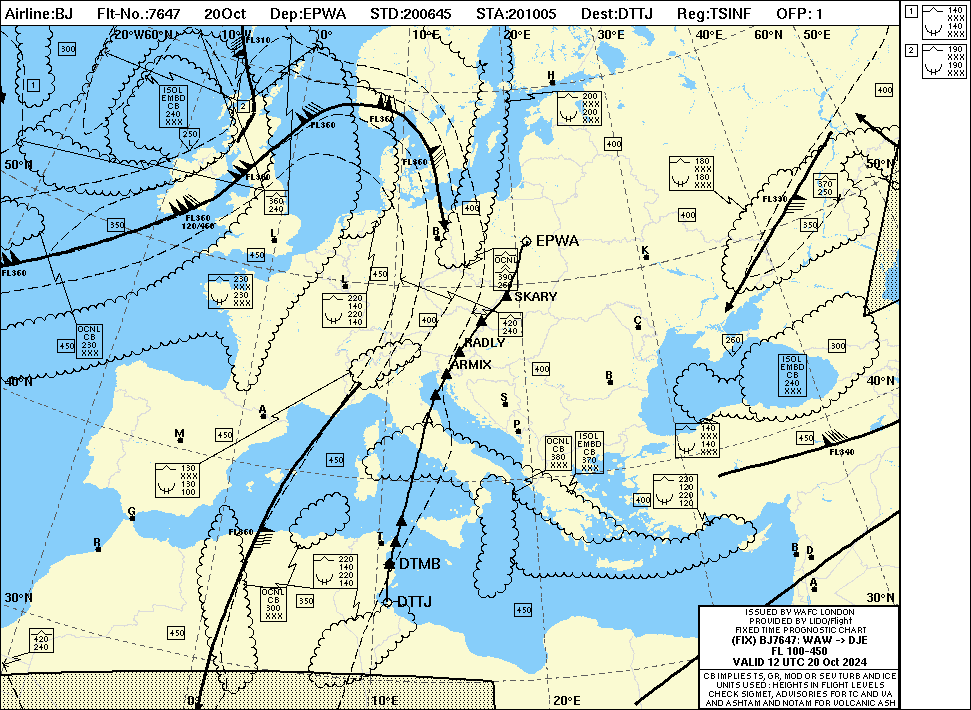 Airline:BJ Flt-No.:7647 20Oct Dep:EPWA STD:200645 STA:201005 Dest:DTTJ Reg:TSINF OFP: 1
20°W60°N 10°W 0° 10°E 20°E 30°E 40°E 60°N 50°E
1
140
XXX
140
XXX
2
190
XXX
190
XXX
300
FL310
1
ISOL
EMBD
CB
240
XXX
250
2
FL360
FL360
H
200
XXX
200
XXX
400
400
50°N
50°N
FL360
FL360
180
XXX
180
XXX
370
250
FL330
360
240
FL360
120/460
350
400
400
350
L
B
EPWA
450
K
FL360
OCNL
390
260
450
L
230
XXX
230
XXX
SKARY
220
140
220
140
400
420
240
C
OCNL
CB
230
XXX
450
RADLY
260
L
300
ARMIX
400
ISOL
EMBD
CB
240
XXX
40°N
40°N
B
A
S
M
450
P
140
XXX
140
XXX
450
FL340
450
OCNL
CB
380
XXX
ISOL
EMBD
CB
370
XXX
130
XXX
130
100
230
120
220
120
400
G
FL360
T
R
B
D
DTMB
220
140
220
140
A
OCNL
CB
300
XXX
350
DTTJ
30°N
30°N
450
450
420
240
0°
10°E
20°E
ISSUED BY WAFC LONDON
PROVIDED BY LIDO/Flight
FIXED TIME PROGNOSTIC CHART
(FIX) BJ7647: WAW -> DJE
FL 100-450
VALID 12 UTC 20 Oct 2024
CB IMPLIES TS, GR, MOD OR SEV TURB AND ICE
UNITS USED : HEIGHTS IN FLIGHT LEVELS
CHECK SIGMET, ADVISORIES FOR TC AND VA
AND ASHTAM AND NOTAM FOR VOLCANIC ASH